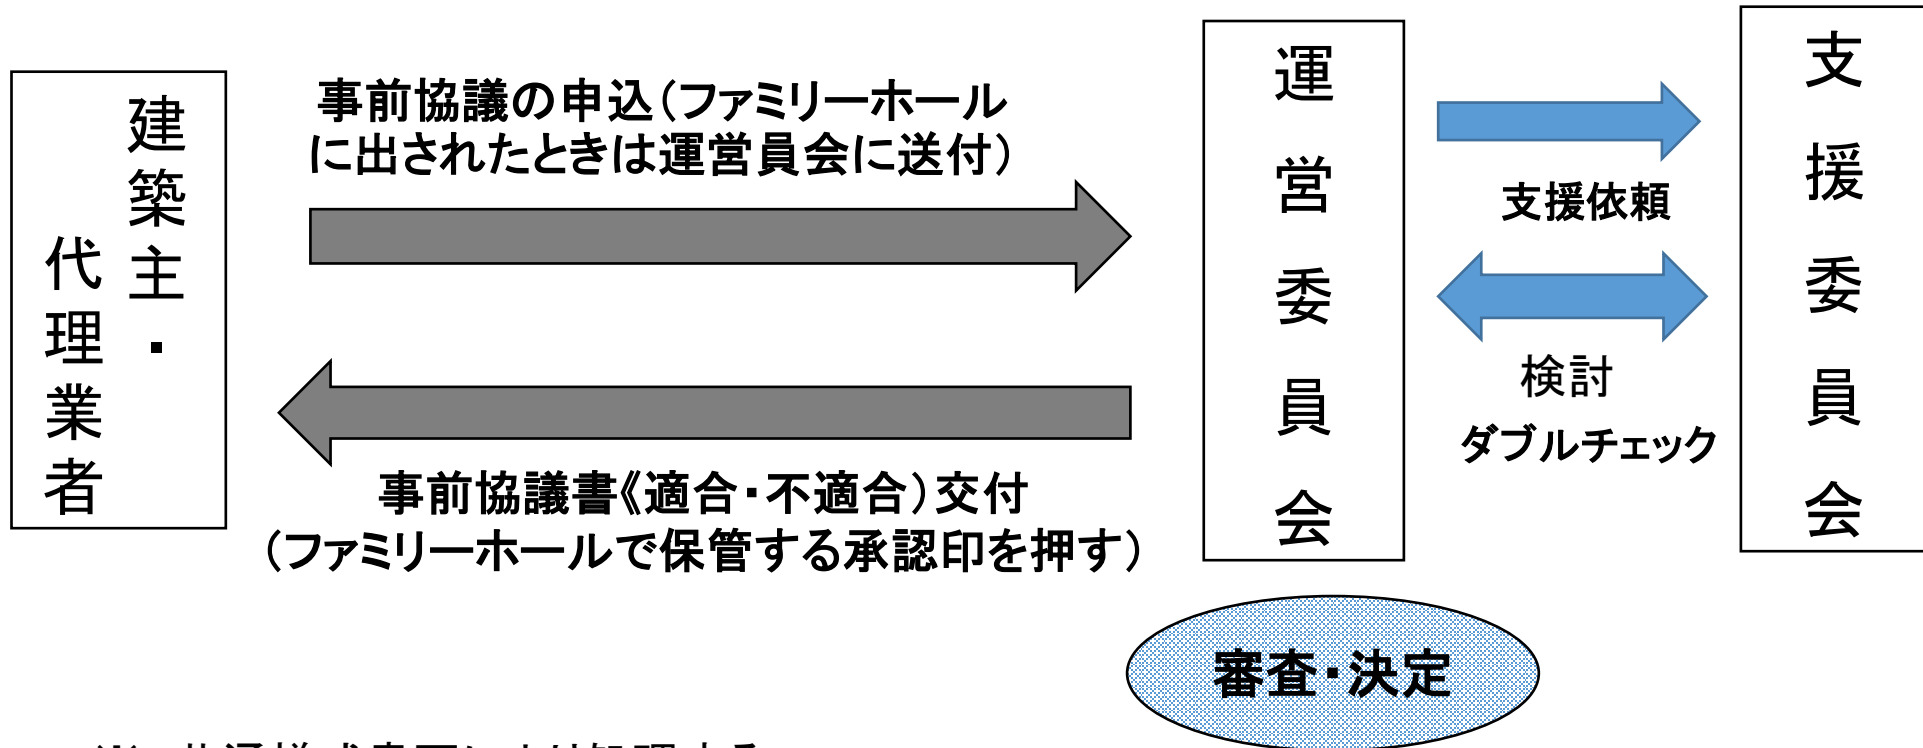 建築主・
代理業者
事前協議の申込(ファミリーホール
に出されたときは運営員会に送付)
事前協議書《適合・不適合)交付
(ファミリーホールで保管する承認印を押す)
運営委員会
支援依頼
検討
ダブルチェック
支援委員会
審査・決定